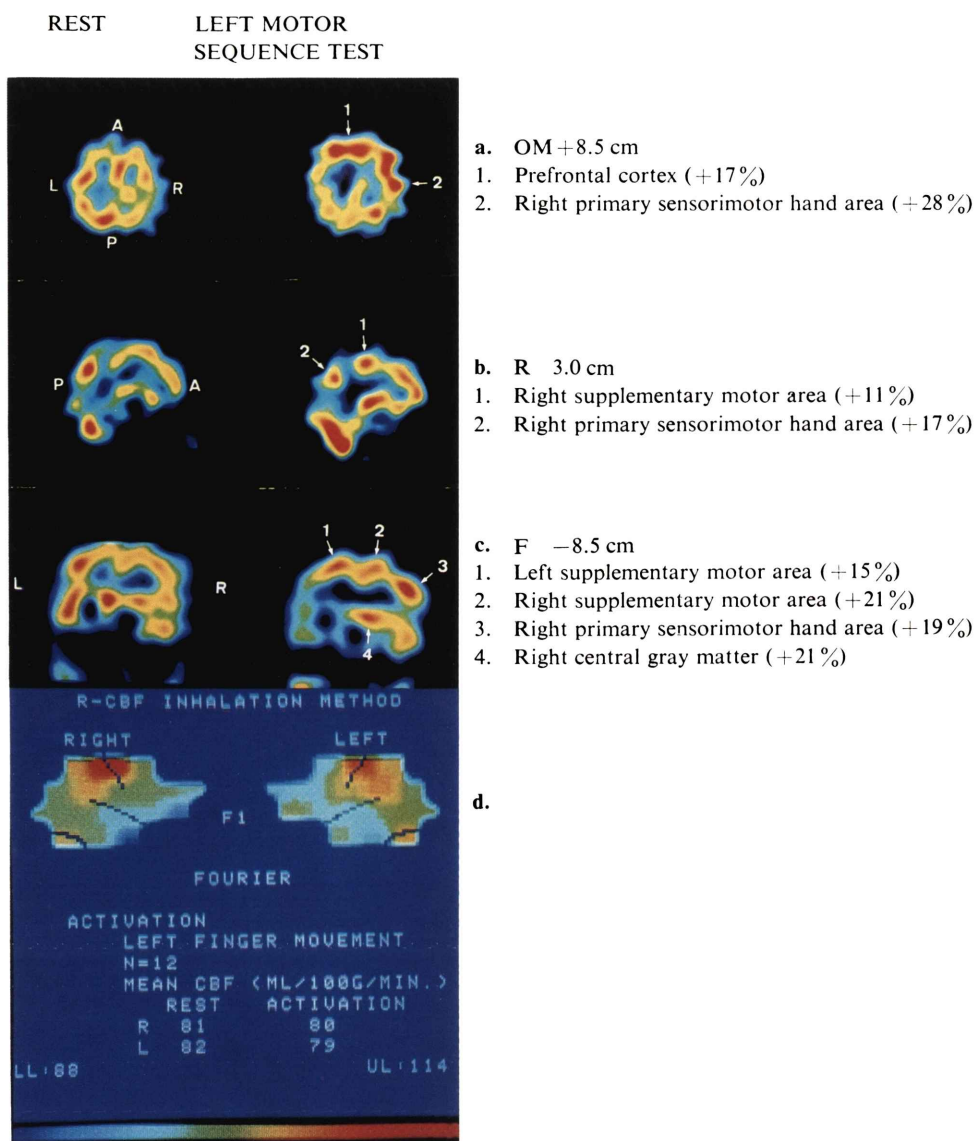 REST LEFT MOTOR
SEQUENCE TEST
A
L R
P
1
2
a. OM +8.5 cm
1. Prefrontal cortex (+17%)
2. Right primary sensorimotor hand area (+28%)
P A
1
2
b. R 3.0 cm
1. Right supplementary motor area (+11%)
2. Right primary sensorimotor hand area (+17%)
L R
1 2
3
4
c. F −8.5 cm
1. Left supplementary motor area (+15%)
2. Right supplementary motor area (+21%)
3. Right primary sensorimotor hand area (+19%)
4. Right central gray matter (+21%)
R-CBF INHALATION METHOD
RIGHT LEFT
F1
d.
FOURIER
ACTIVATION
LEFT FINGER MOVEMENT
N=12
MEAN CBF (ML/100G/MIN.)
REST ACTIVATION
R 81 80
L 82 79
LL:88 UL:114